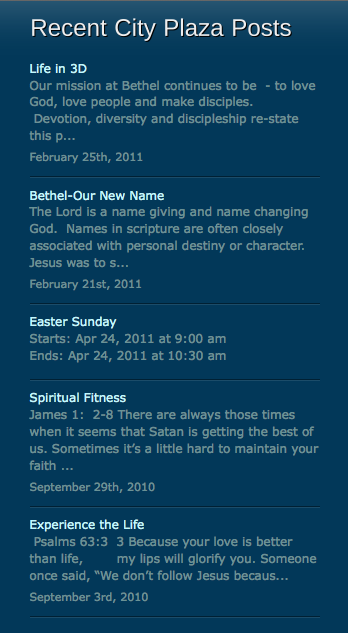 Recent City Plaza Posts
Life in 3D
Our mission at Bethel continues to be  - to love
God, love people and make disciples.
Devotion, diversity and discipleship re-state
this p...
February 25th, 2011
Bethel-Our New Name
The Lord is a name giving and name changing
God.  Names in scripture are often closely
associated with personal destiny or character.
Jesus was to s...
February 21st, 2011
Easter Sunday
Starts: Apr 24, 2011 at 9:00 am
Ends: Apr 24, 2011 at 10:30 am
Spiritual Fitness
James 1:  2-8 There are always those times
when it seems that Satan is getting the best of
us. Sometimes it’s a little hard to maintain your
faith ...
September 29th, 2010
Experience the Life
Psalms 63:3  3 Because your love is better
than life,      my lips will glorify you. Someone
once said, “We don’t follow Jesus becaus...
September 3rd, 2010